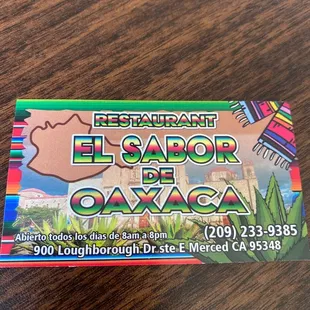 RESTAURANT
EL SABOR
DE
OAXACA
(209) 233-9385
Abierto todos los dias de 8am a 8pm
900 Loughborough Dr ste E Merced CA 95348